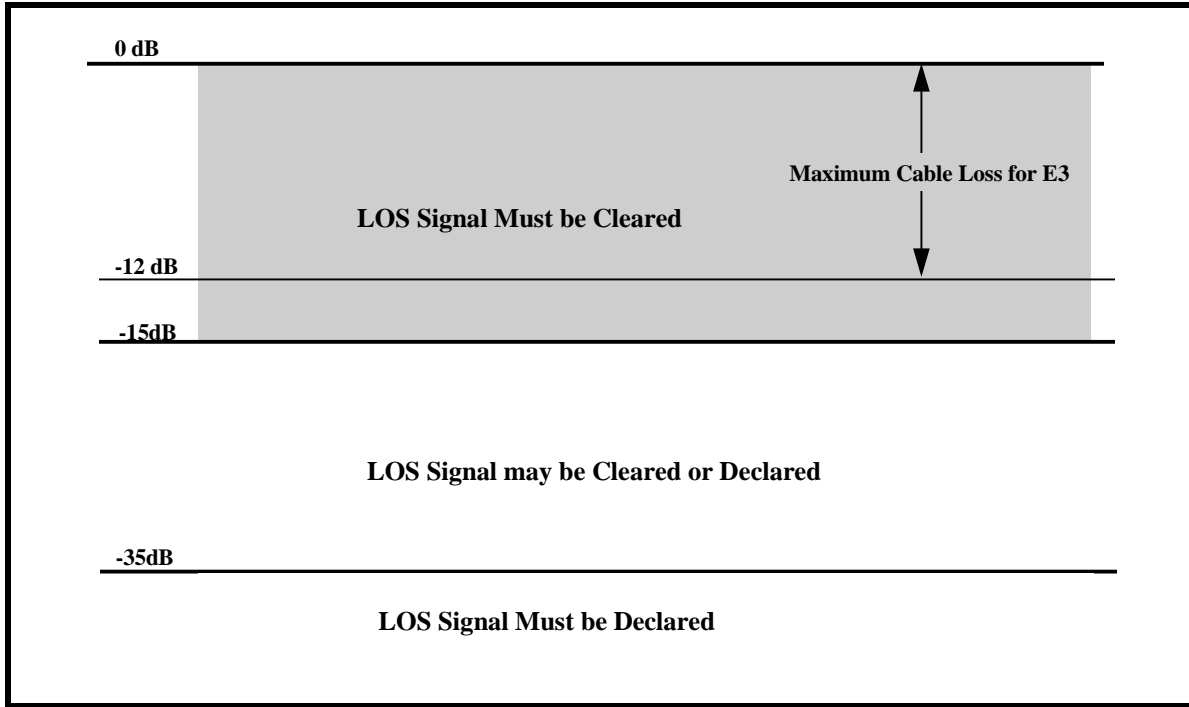 0 dB
Maximum Cable Loss for E3
LOS Signal Must be Cleared
-12 dB
-15dB
LOS Signal may be Cleared or Declared
-35dB
LOS Signal Must be Declared